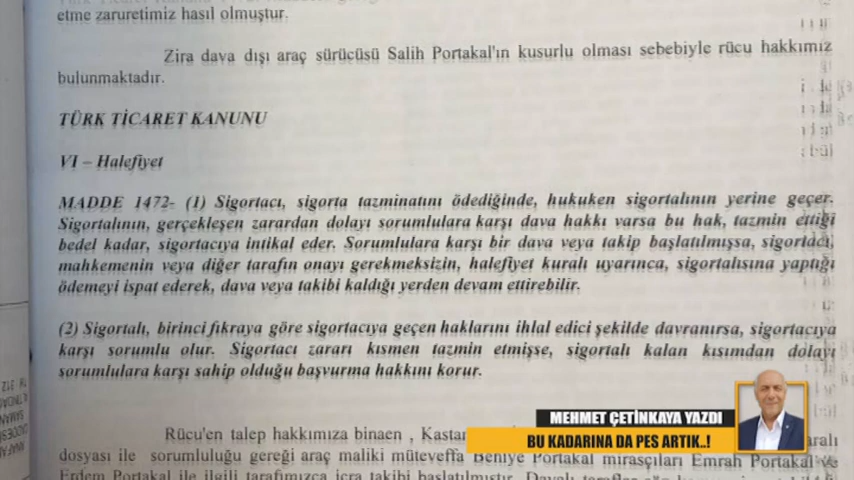 etme zaruretimiz hasıl olmuştur.
Zira dava dışı araç sürücüsü Salih Portakal'ın kusurlu olması sebebiyle rücu hakkımız
bulunmaktadır.
TÜRK TİCARET KANUNU
VI – Halefiyet
MADDE 1472- (1) Sigortacı, sigorta tazminatını ödediğinde, hukuken sigortalının yerine geçer.
Sigortalının, gerçekleşen zarardan dolayı sorumlulara karşı dava hakkı varsa bu hak, tazmin ettiği
bedel kadar, sigortacıya intikal eder. Sorumlulara karşı bir dava veya takip başlatılmışsa, sigortacı,
mahkemenin veya diğer tarafın onayı gerekmeksizin, halefiyet kuralı uyarınca, sigortalısına yaptığı
ödemeyi ispat ederek, dava veya takibi kaldığı yerden devam ettirebilir.
(2) Sigortalı, birinci fıkraya göre sigortacıya geçen haklarını ihlal edici şekilde davranırsa, sigortacıya
karşı sorumlu olur. Sigortacı zararı kısmen tazmin etmişse, sigortalı kalan kısımdan dolayı
sorumlulara karşı sahip olduğu başvurma hakkını korur.
MEHMET ÇETİNKAYA YAZDI
BU KADARINA DA PES ARTIK..!
Rücu'en talep hakkımıza binaen ,
dosyası ile sorumluluğu gereği araç maliki müteveffa Beniye Portakal mirasçıları Emrah Portakal ve
Erdem Portakal ile ilgili tarafımızca icra takibi başlatılmıştır.